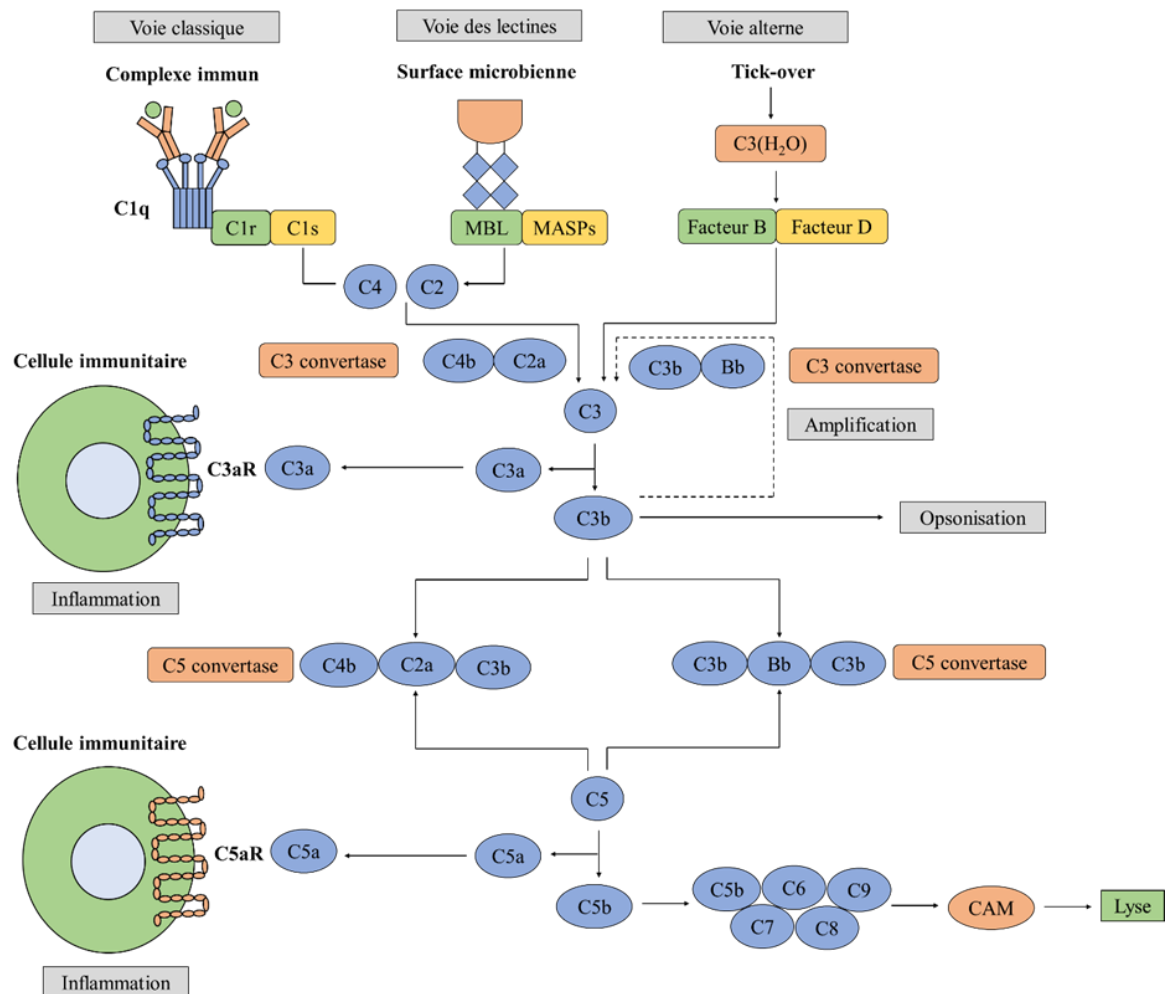 Voie classique
Voie des lectines
Voie alterne
Complexe immun
Surface microbienne
Tick-over
C3(H₂O)
C1q
C1r
C1s
MBL
MASPs
Facteur B
Facteur D
C4
C2
Cellule immunitaire
C3 convertase
C4b
C2a
C3b
Bb
C3 convertase
C3
Amplification
C3aR
C3a
C3a
C3b
Opsonisation
Inflammation
C5 convertase
C4b
C2a
C3b
C3b
Bb
C3b
C5 convertase
Cellule immunitaire
C5
C5aR
C5a
C5a
C5b
C5b
C6
C9
C7
C8
CAM
Lyse
Inflammation